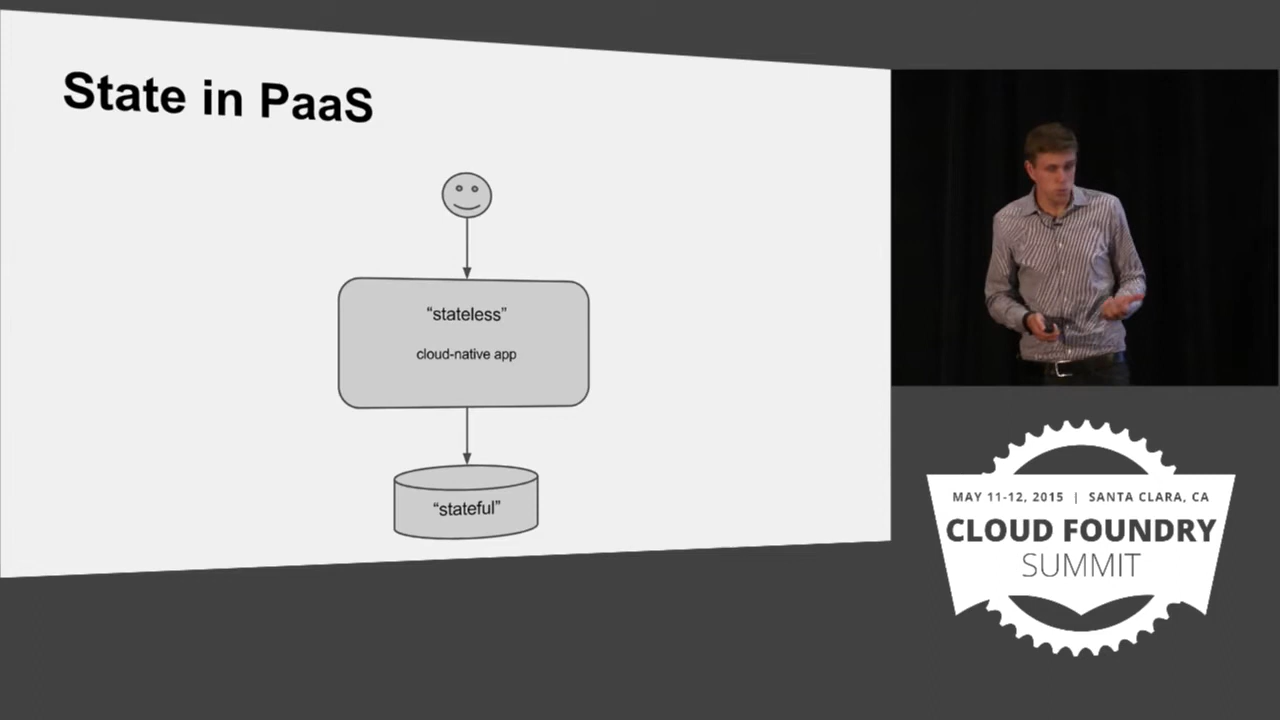 State in PaaS
“stateless”
cloud-native app
“stateful”
MAY 11-12, 2015 | SANTA CLARA, CA
CLOUD FOUNDRY
SUMMIT